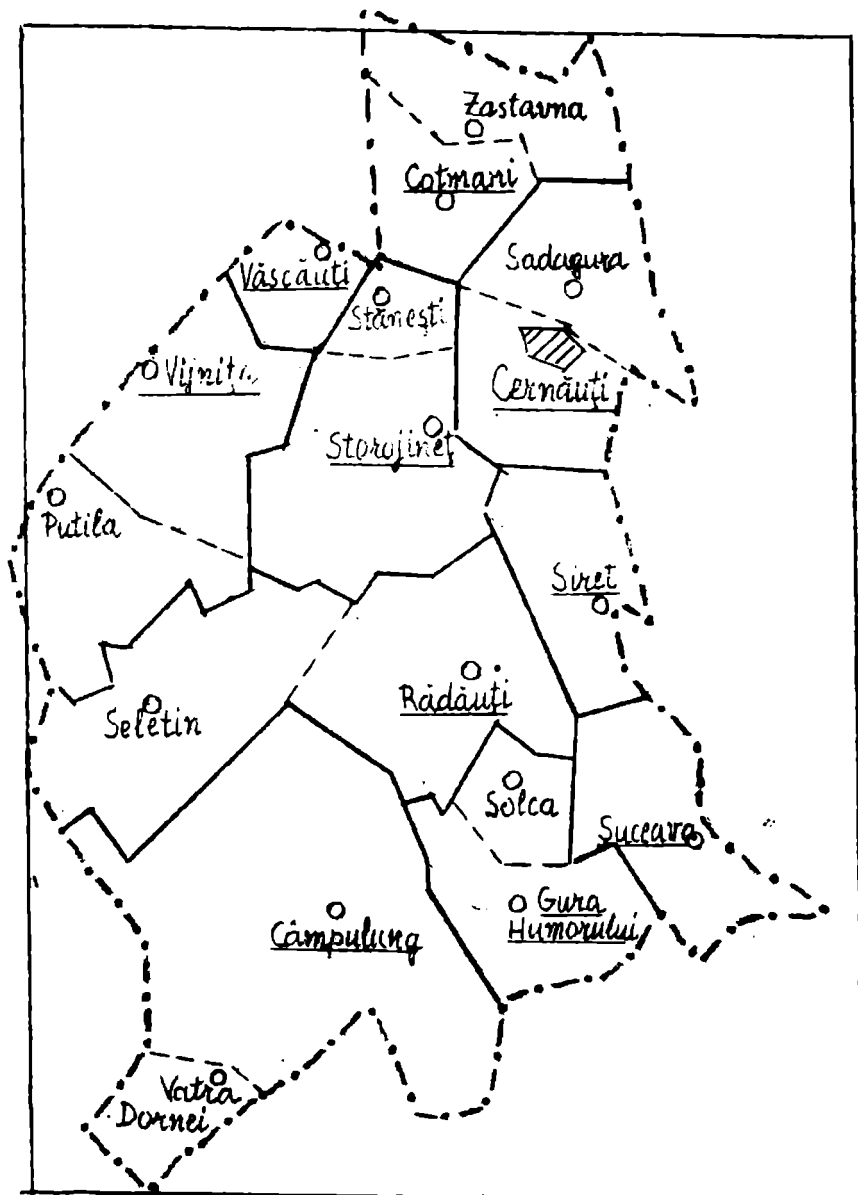 Zastavna
Coțmani
Sadagura
Văscăuți
Stănești
Vijnița
Cernăuți
Storojineț
Putila
Siret
Rădăuți
Seletin
Solca
Suceava
Gura
Humorului
Câmpulung
Vatra
Dornei